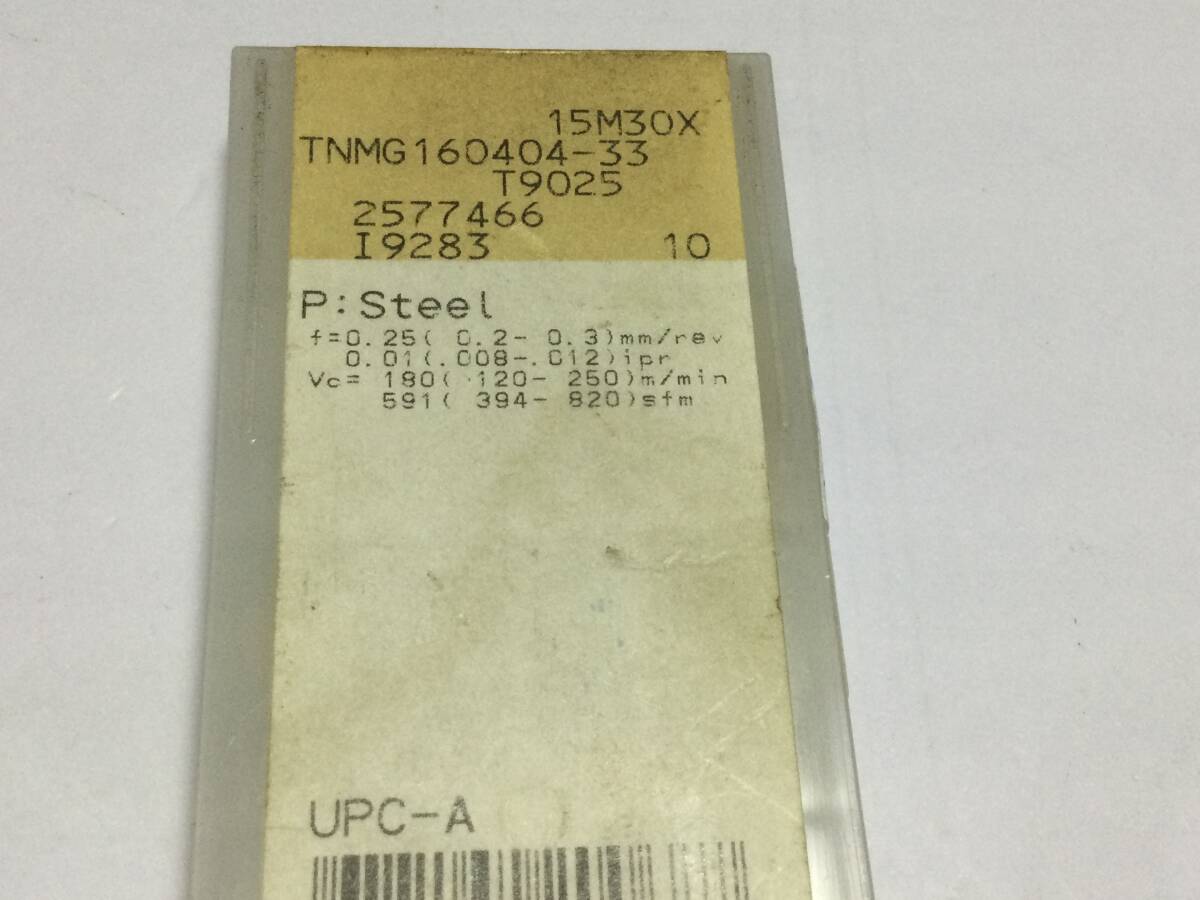 15M30X
TNMG160404-33
T9025
2577466
I9283 10
P:Steel
f=0.25( 0.2- 0.3)mm/rev
0.01(.008-.012)ipr
Vc= 180( 120- 250)m/min
591( 394- 820)sfm
UPC-A